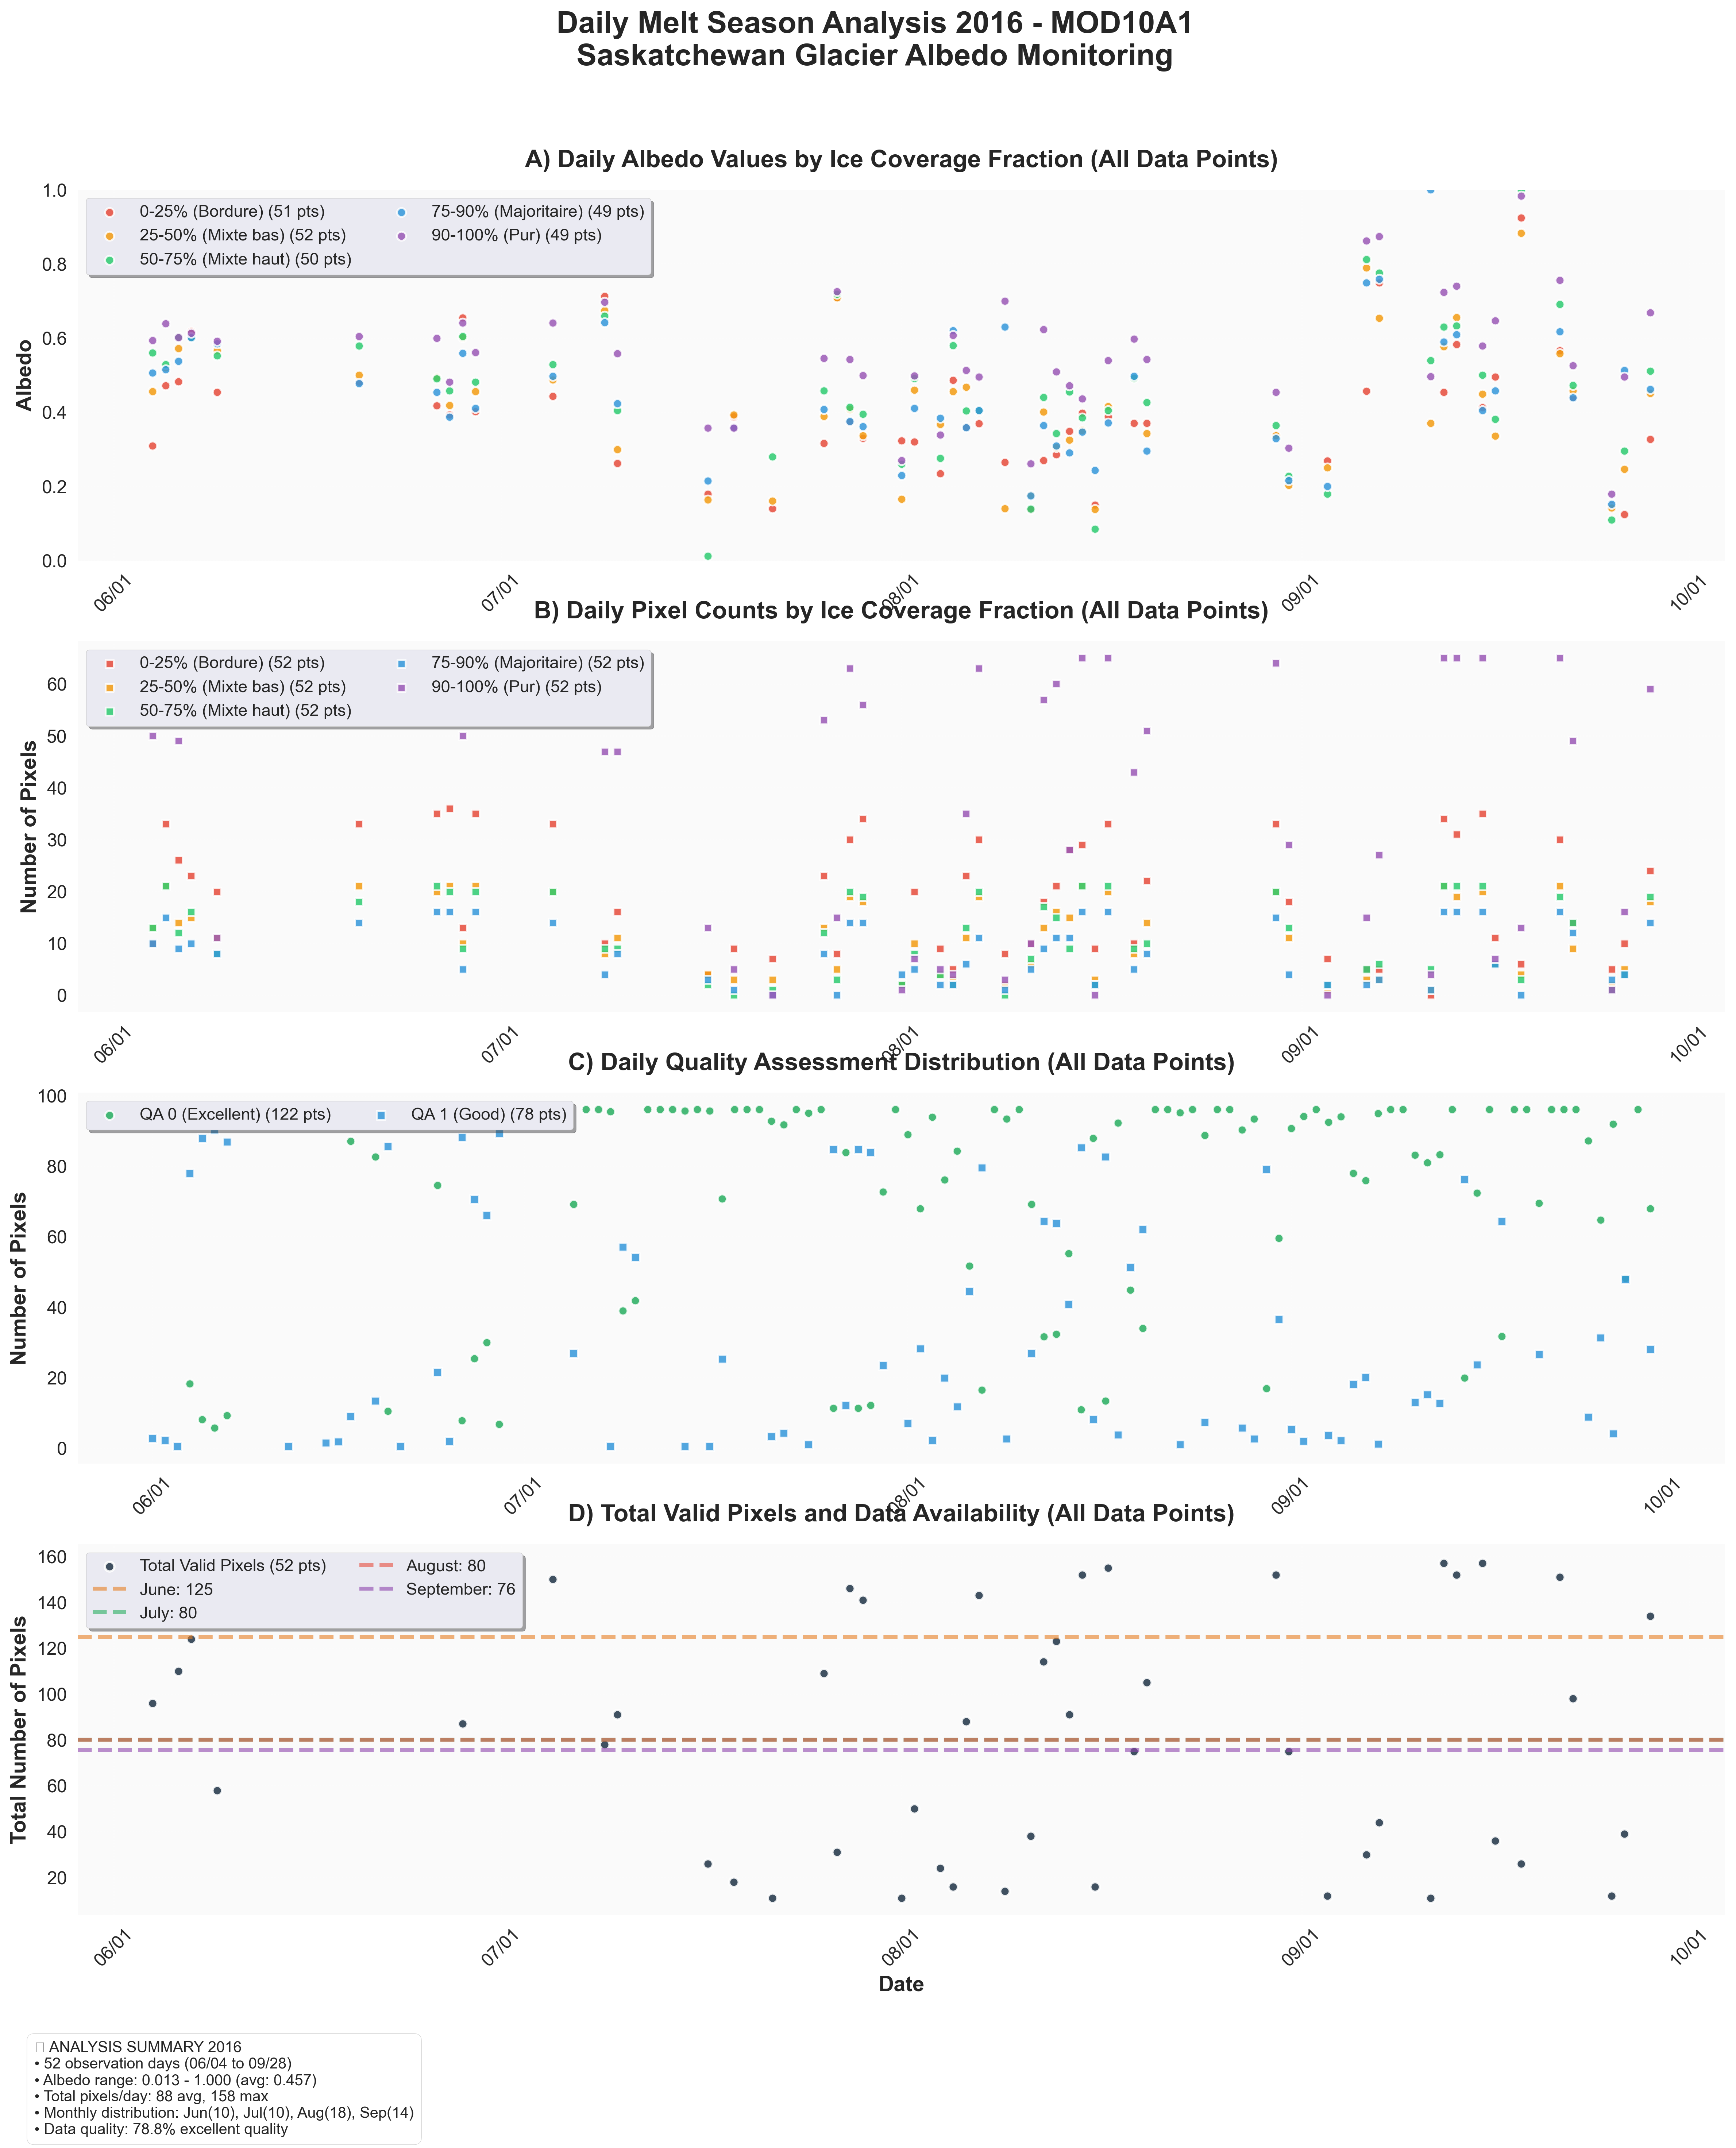 Daily Melt Season Analysis 2016 - MOD10A1
Saskatchewan Glacier Albedo Monitoring
A) Daily Albedo Values by Ice Coverage Fraction (All Data Points)
0-25% (Bordure) (51 pts)
25-50% (Mixte bas) (52 pts)
50-75% (Mixte haut) (50 pts)
75-90% (Majoritaire) (49 pts)
90-100% (Pur) (49 pts)
Albedo
1.0
0.8
0.6
0.4
0.2
0.0
06/01
07/01
08/01
09/01
10/01
B) Daily Pixel Counts by Ice Coverage Fraction (All Data Points)
0-25% (Bordure) (52 pts)
25-50% (Mixte bas) (52 pts)
50-75% (Mixte haut) (52 pts)
75-90% (Majoritaire) (52 pts)
90-100% (Pur) (52 pts)
Number of Pixels
60
50
40
30
20
10
0
06/01
07/01
08/01
09/01
10/01
C) Daily Quality Assessment Distribution (All Data Points)
QA 0 (Excellent) (122 pts)
QA 1 (Good) (78 pts)
Number of Pixels
100
80
60
40
20
0
06/01
07/01
08/01
09/01
10/01
D) Total Valid Pixels and Data Availability (All Data Points)
Total Valid Pixels (52 pts)
June: 125
July: 80
August: 80
September: 76
Total Number of Pixels
160
140
120
100
80
60
40
20
06/01
07/01
08/01
09/01
10/01
Date
ANALYSIS SUMMARY 2016
• 52 observation days (06/04 to 09/28)
• Albedo range: 0.013 - 1.000 (avg: 0.457)
• Total pixels/day: 88 avg, 158 max
• Monthly distribution: Jun(10), Jul(10), Aug(18), Sep(14)
• Data quality: 78.8% excellent quality